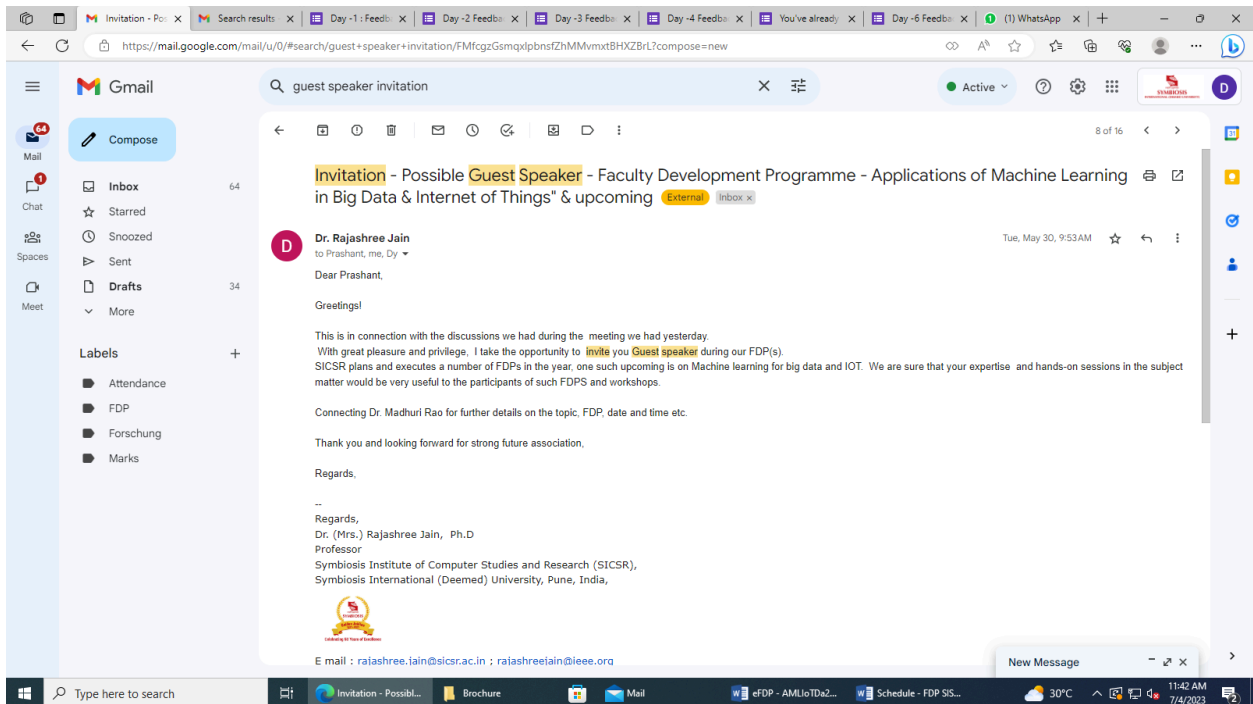 Invitation - Pos
Search results
Day -1 : Feedb
Day -2 Feedba
Day -3 Feedba
Day -4 Feedba
You've already
Day -6 Feedba
(1) WhatsApp
https://mail.google.com/mail/u/0/#search/guest+speaker+invitation/FMfcgzGsmqxlpbnsfZhMMvmxtBHXZBrL?compose=new
Gmail
guest speaker invitation
Active
SYMBIOSIS
D
64
Mail
1
Chat
Spaces
Meet
Compose
Inbox 64
Starred
Snoozed
Sent
Drafts 34
More
Labels
Attendance
FDP
Forschung
Marks
8 of 16
31
Invitation - Possible Guest Speaker - Faculty Development Programme - Applications of Machine Learning
in Big Data & Internet of Things" & upcoming External Inbox x
D
Dr. Rajashree Jain
Tue, May 30, 9:53 AM
to Prashant, me, Dy
Dear Prashant,
Greetings!
This is in connection with the discussions we had during the meeting we had yesterday.
With great pleasure and privilege, I take the opportunity to invite you Guest speaker during our FDP(s).
SICSR plans and executes a number of FDPs in the year, one such upcoming is on Machine learning for big data and IOT. We are sure that your expertise and hands-on sessions in the subject
matter would be very useful to the participants of such FDPS and workshops.
Connecting Dr. Madhuri Rao for further details on the topic, FDP, date and time etc.
Thank you and looking forward for strong future association,
Regards,
--
Regards,
Dr. (Mrs.) Rajashree Jain, Ph.D
Professor
Symbiosis Institute of Computer Studies and Research (SICSR),
Symbiosis International (Deemed) University, Pune, India,
SYMBIOSIS
E mail : rajashree.jain@sicsr.ac.in ; rajashreejain@ieee.org
New Message
Type here to search
Invitation - Possibl...
Brochure
Mail
eFDP - AMLIoTDa2...
Schedule - FDP SIS...
30°C
11:42 AM
7/4/2023
2